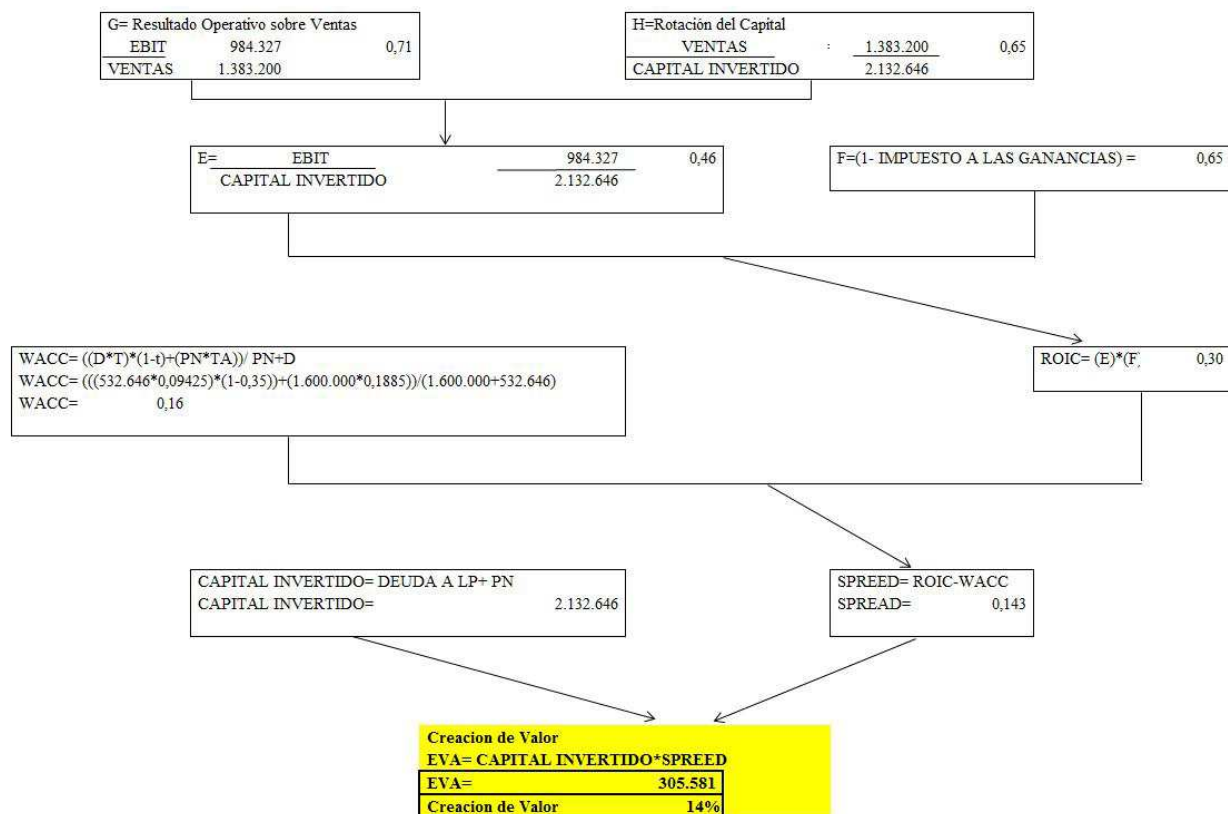 G= Resultado Operativo sobre Ventas
EBIT 984.327 0,71
VENTAS 1.383.200
H=Rotación del Capital
VENTAS : 1.383.200 0,65
CAPITAL INVERTIDO 2.132.646
E= EBIT 984.327 0,46
CAPITAL INVERTIDO 2.132.646
F=(1- IMPUESTO A LAS GANANCIAS) = 0,65
WACC= ((D*T)*(1-t)+(PN*TA))/ PN+D
WACC= (((532.646*0,09425)*(1-0,35))+(1.600.000*0,1885))/(1.600.000+532.646)
WACC= 0,16
ROIC= (E)*(F) 0,30
CAPITAL INVERTIDO= DEUDA A LP+ PN
CAPITAL INVERTIDO= 2.132.646
SPREED= ROIC-WACC
SPREAD= 0,143
Creacion de Valor
EVA= CAPITAL INVERTIDO*SPREED
EVA= 305.581
Creacion de Valor 14%